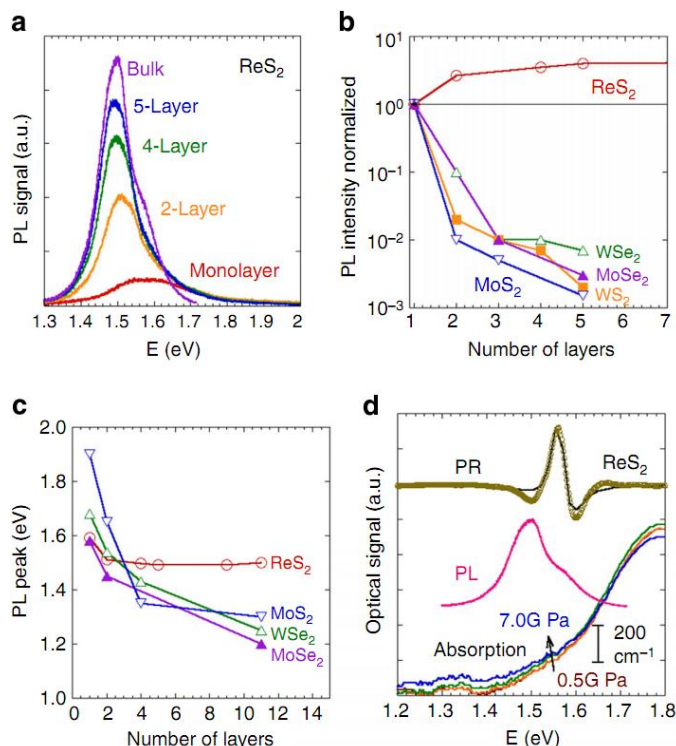 a
ReS₂
Bulk
5-Layer
4-Layer
2-Layer
Monolayer
PL signal (a.u.)
1.3 1.4 1.5 1.6 1.7 1.8 1.9 2
E (eV)
b
10¹
10⁰
10⁻¹
10⁻²
10⁻³
PL intensity normalized
ReS₂
WSe₂
MoSe₂
WS₂
MoS₂
1 2 3 4 5 6 7
Number of layers
c
2.0
1.8
1.6
1.4
1.2
1.0
PL peak (eV)
ReS₂
MoS₂
WSe₂
MoSe₂
0 2 4 6 8 10 12 14
Number of layers
d
PR
ReS₂
PL
7.0G Pa
Absorption
200
cm⁻¹
0.5G Pa
Optical signal (a.u.)
1.2 1.3 1.4 1.5 1.6 1.7 1.8
E (eV)